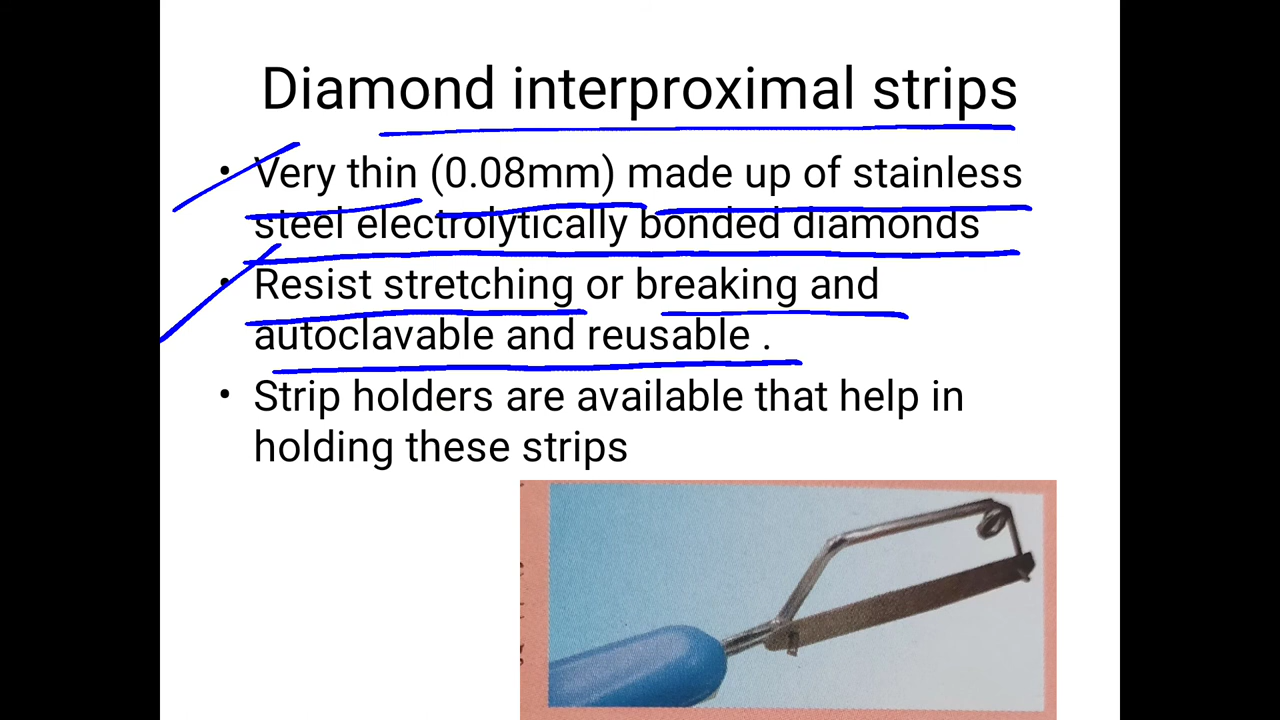 Diamond interproximal strips
• Very thin (0.08mm) made up of stainless
steel electrolytically bonded diamonds
• Resist stretching or breaking and
autoclavable and reusable .
• Strip holders are available that help in
holding these strips